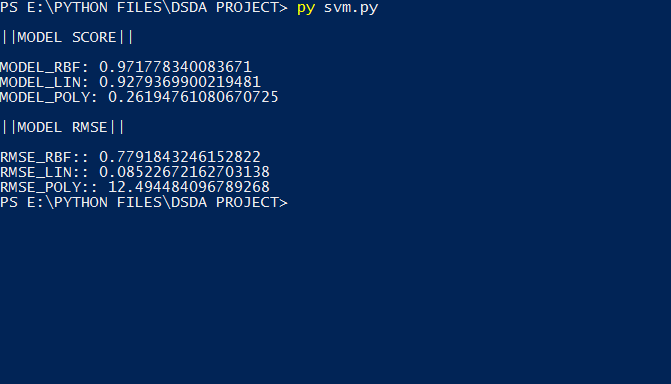 PS E:\PYTHON FILES\DSDA PROJECT> py svm.py
||MODEL SCORE||
MODEL_RBF: 0.971778340083671
MODEL_LIN: 0.9279369900219481
MODEL_POLY: 0.26194761080670725
||MODEL RMSE||
RMSE_RBF:: 0.7791843246152822
RMSE_LIN:: 0.08522672162703138
RMSE_POLY:: 12.494484096789268
PS E:\PYTHON FILES\DSDA PROJECT>